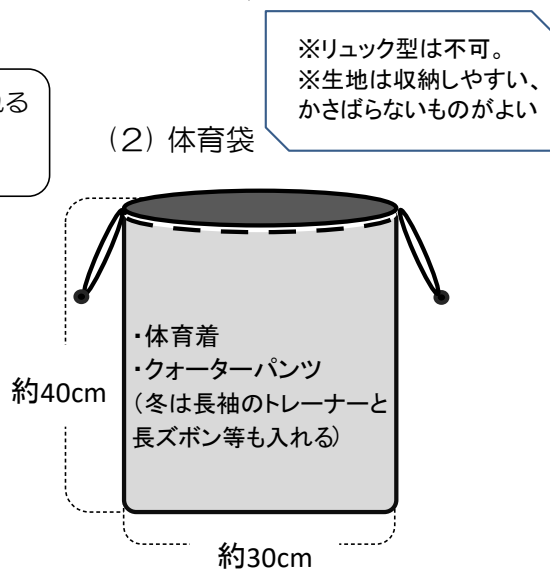 ※リュック型は不可。
※生地は収納しやすい、
かさばらないものがよい
れる
(2) 体育袋
・体育着
・クォーターパンツ
(冬は長袖のトレーナーと
長ズボン等も入れる)
約40cm
約30cm